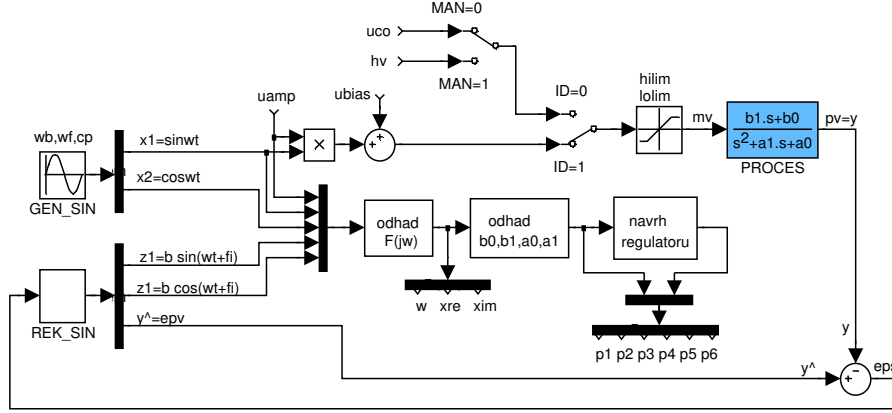 MAN=0
uco
hv
MAN=1
hilim
lolim
ID=0
uamp
ubias
mv
b1.s+b0
s2+a1.s+a0
pv=y
PROCES
wb,wf,cp
x1=sinwt
×
+
+
ID=1
x2=coswt
GEN_SIN
odhad
F(jw)
odhad
b0,b1,a0,a1
navrh
regulatoru
z1=b sin(wt+fi)
z1=b cos(wt+fi)
w xre xim
REK_SIN
y^=epv
p1 p2 p3 p4 p5 p6
y
y^
+
-
eps